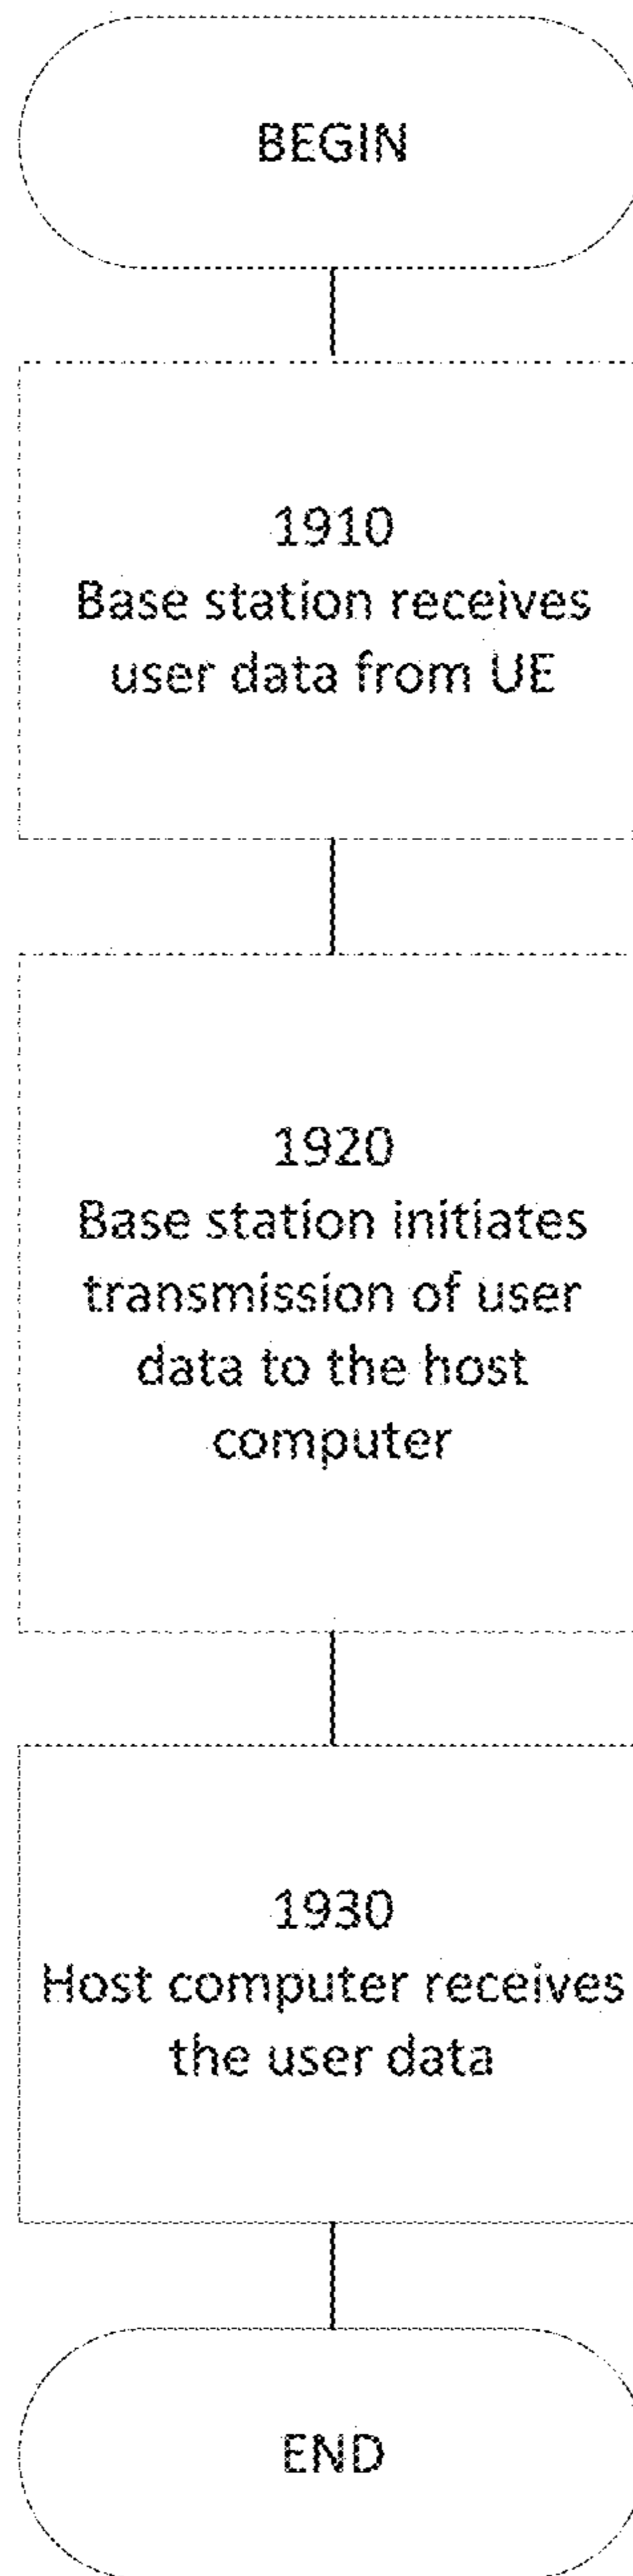 BEGIN
1910
Base station receives
user data from UE
1920
Base station initiates
transmission of user
data to the host
computer
1930
Host computer receives
the user data
END